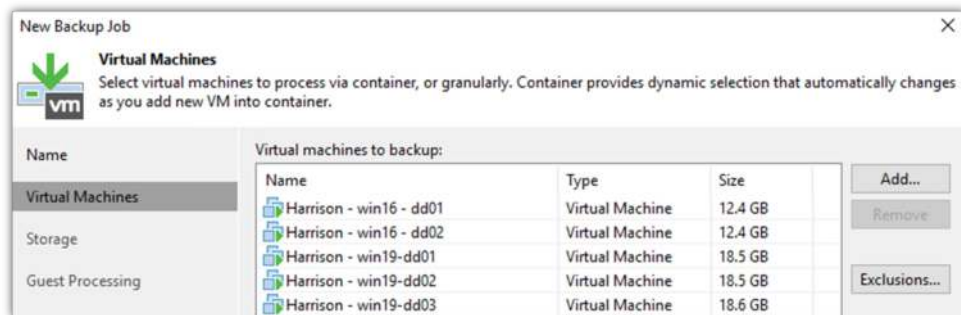 New Backup Job
Virtual Machines
Select virtual machines to process via container, or granularly. Container provides dynamic selection that automatically changes
as you add new VM into container.
vm
Name
Virtual Machines
Storage
Guest Processing
Virtual machines to backup:
Name Type Size
Harrison - win16 - dd01 Virtual Machine 12.4 GB
Harrison - win16 - dd02 Virtual Machine 12.4 GB
Harrison - win19-dd01 Virtual Machine 18.5 GB
Harrison - win19-dd02 Virtual Machine 18.5 GB
Harrison - win19-dd03 Virtual Machine 18.6 GB
Add...
Remove
Exclusions...